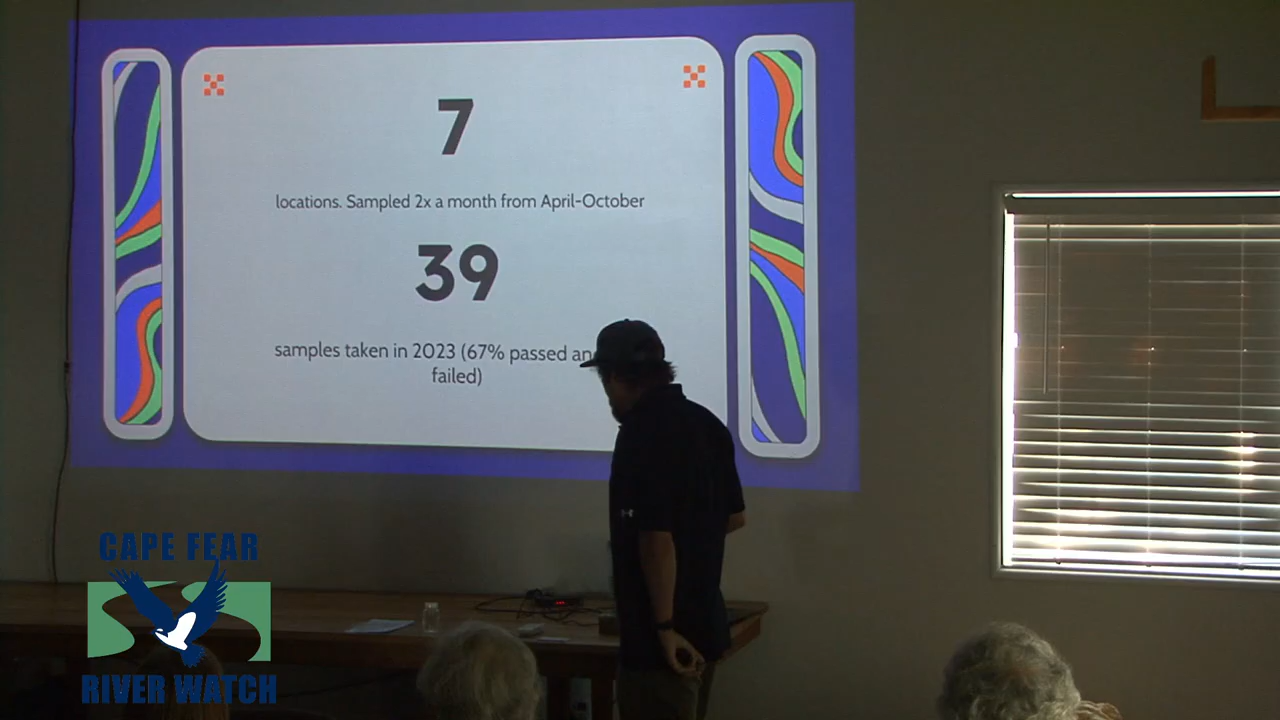 7
locations. Sampled 2x a month from April-October
39
samples taken in 2023 (67% passed
failed)
CAPE FEAR
RIVER WATCH